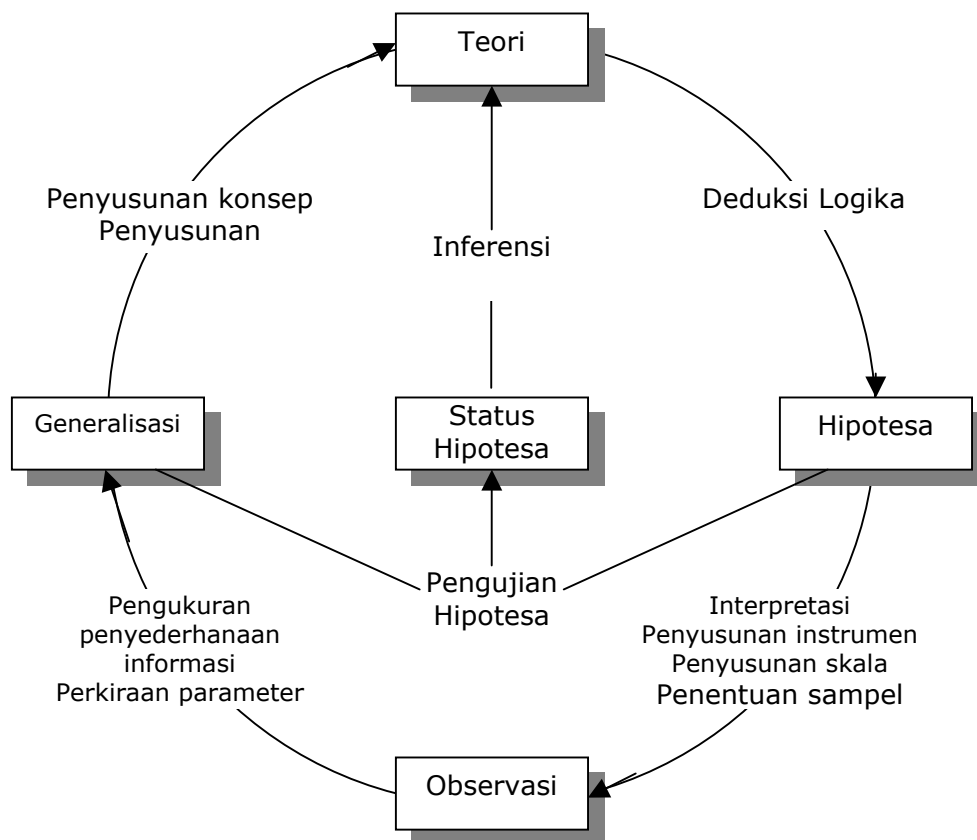 Teori
Penyusunan konsep
Penyusunan
Deduksi Logika
Inferensi
Generalisasi
Status
Hipotesa
Hipotesa
Pengujian
Hipotesa
Pengukuran
penyederhanaan
informasi
Perkiraan parameter
Interpretasi
Penyusunan instrumen
Penyusunan skala
Penentuan sampel
Observasi